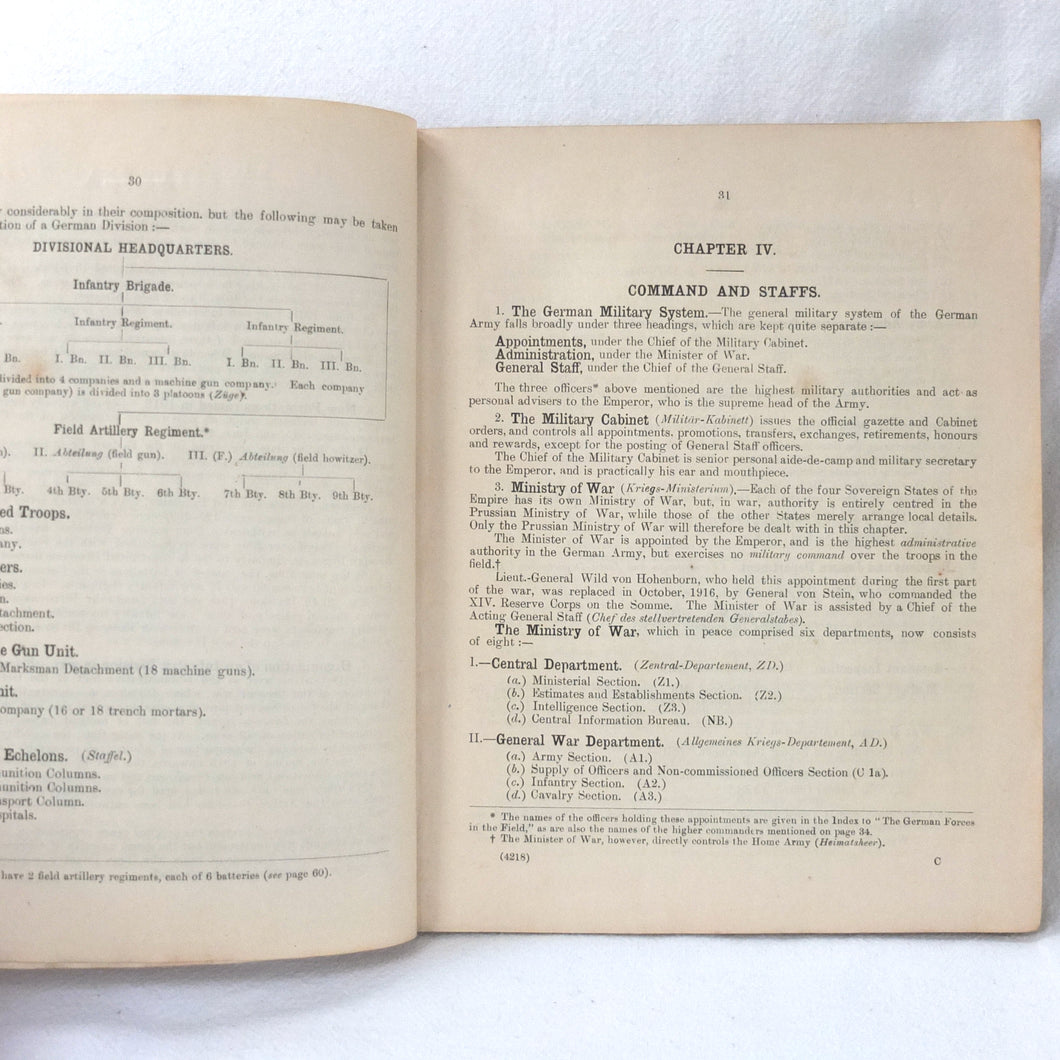 30
considerably in their composition. but the following may be taken
tion of a German Division :—
DIVISIONAL HEADQUARTERS.
Infantry Brigade.
Infantry Regiment. Infantry Regiment.
Bn. I. Bn. II. Bn. III. Bn. I. Bn. II. Bn. III. Bn.
divided into 4 companies and a machine gun company. Each company
gun company) is divided into 3 platoons (Züge).
Field Artillery Regiment.*
II. Abteilung (field gun). III. (F.) Abteilung (field howitzer).
Bty. 4th Bty. 5th Bty. 6th Bty. 7th Bty. 8th Bty. 9th Bty.
ed Troops.
ns.
any.
ers.
ies.
n.
tachment.
ection.
e Gun Unit.
Marksman Detachment (18 machine guns).
nit.
ompany (16 or 18 trench mortars).
Echelons. (Staffel.)
unition Columns.
unition Columns.
nsport Column.
spitals.
have 2 field artillery regiments, each of 6 batteries (see page 60).
31
CHAPTER IV.
COMMAND AND STAFFS.
1. The German Military System.—The general military system of the German
Army falls broadly under three headings, which are kept quite separate :—
Appointments, under the Chief of the Military Cabinet.
Administration, under the Minister of War.
General Staff, under the Chief of the General Staff.
The three officers* above mentioned are the highest military authorities and act as
personal advisers to the Emperor, who is the supreme head of the Army.
2. The Military Cabinet (Militär-Kabinett) issues the official gazette and Cabinet
orders, and controls all appointments. promotions, transfers, exchanges, retirements, honours
and rewards, except for the posting of General Staff officers.
The Chief of the Military Cabinet is senior personal aide-de-camp and military secretary
to the Emperor, and is practically his ear and mouthpiece.
3. Ministry of War (Kriegs-Ministerium).—Each of the four Sovereign States of the
Empire has its own Ministry of War, but, in war, authority is entirely centred in the
Prussian Ministry of War, while those of the other States merely arrange local details.
Only the Prussian Ministry of War will therefore be dealt with in this chapter.
The Minister of War is appointed by the Emperor, and is the highest administrative
authority in the German Army, but exercises no military command over the troops in the
field.†
Lieut.-General Wild von Hohenborn, who held this appointment during the first part
of the war, was replaced in October, 1916, by General von Stein, who commanded the
XIV. Reserve Corps on the Somme. The Minister of War is assisted by a Chief of the
Acting General Staff (Chef des stellvertretenden Generalstabes).
The Ministry of War, which in peace comprised six departments, now consists
of eight :—
I.—Central Department. (Zentral-Departement, ZD.)
(a.) Ministerial Section. (Z1.)
(b.) Estimates and Establishments Section. (Z2.)
(c.) Intelligence Section. (Z3.)
(d.) Central Information Bureau. (NB.)
II.—General War Department. (Allgemeines Kriegs-Departement, AD.)
(a.) Army Section. (A1.)
(b.) Supply of Officers and Non-commissioned Officers Section (C 1a).
(c.) Infantry Section. (A2.)
(d.) Cavalry Section. (A3.)
* The names of the officers holding these appointments are given in the Index to "The German Forces
in the Field," as are also the names of the higher commanders mentioned on page 34.
† The Minister of War, however, directly controls the Home Army (Heimatsheer).
(4218) C